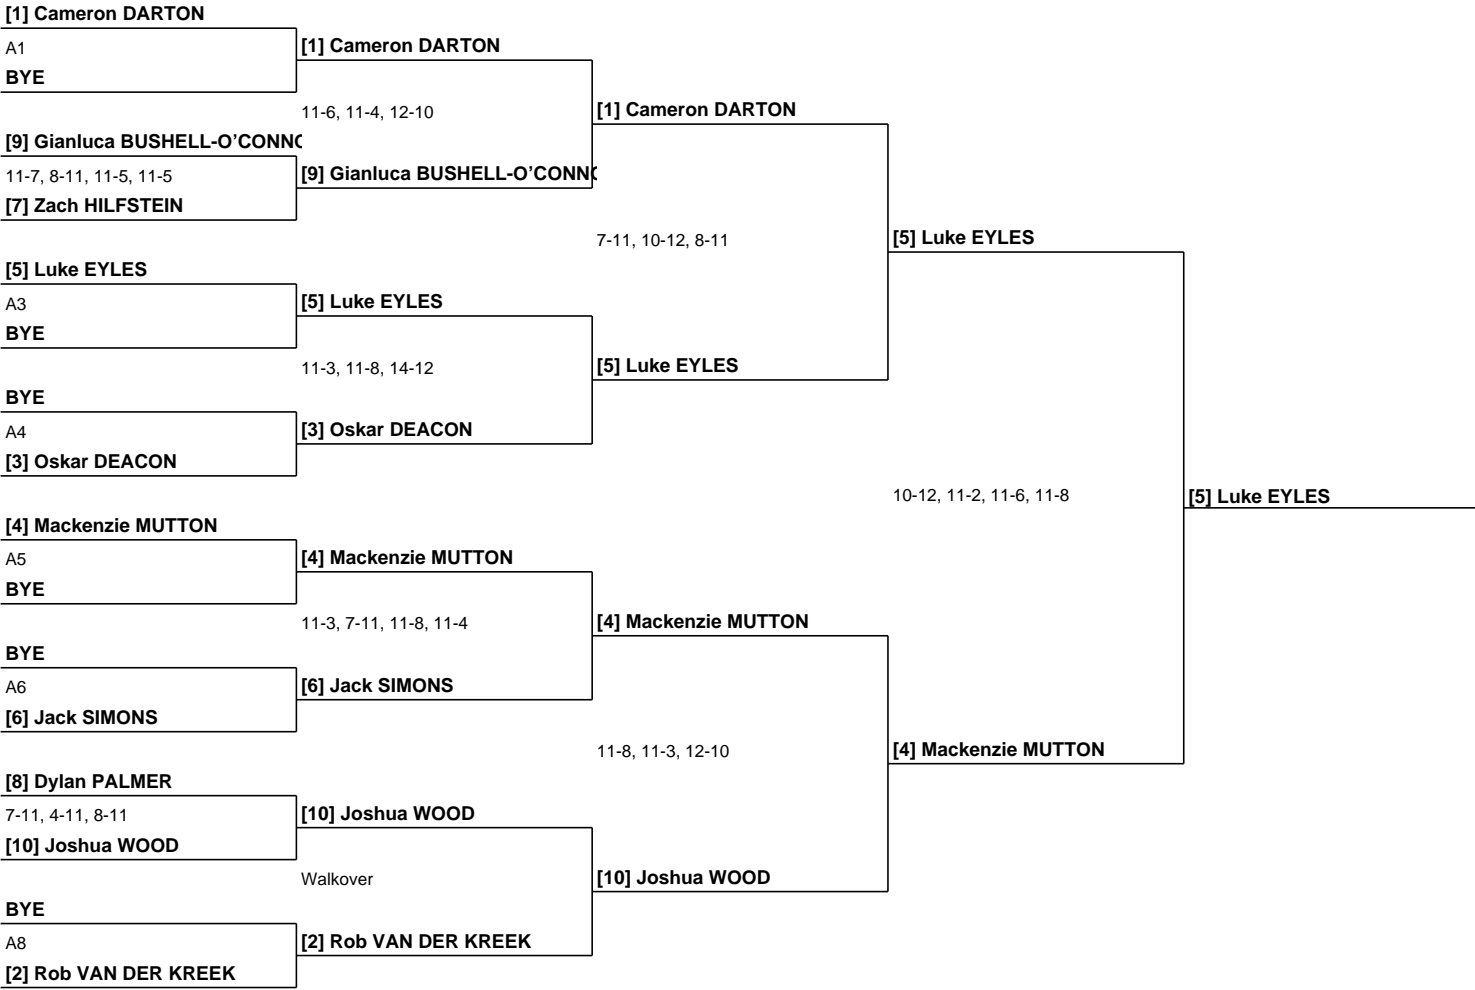 [1] Cameron DARTON
A1
BYE
[9] Gianluca BUSHELL-O’CONNO
11-7, 8-11, 11-5, 11-5
[7] Zach HILFSTEIN
[5] Luke EYLES
A3
BYE
BYE
A4
[3] Oskar DEACON
[4] Mackenzie MUTTON
A5
BYE
BYE
A6
[6] Jack SIMONS
[8] Dylan PALMER
7-11, 4-11, 8-11
[10] Joshua WOOD
BYE
A8
[2] Rob VAN DER KREEK
[1] Cameron DARTON
11-6, 11-4, 12-10
[9] Gianluca BUSHELL-O’CONNO
[5] Luke EYLES
11-3, 11-8, 14-12
[3] Oskar DEACON
[4] Mackenzie MUTTON
11-3, 7-11, 11-8, 11-4
[6] Jack SIMONS
[10] Joshua WOOD
Walkover
[2] Rob VAN DER KREEK
[1] Cameron DARTON
7-11, 10-12, 8-11
[5] Luke EYLES
[4] Mackenzie MUTTON
11-8, 11-3, 12-10
[10] Joshua WOOD
[5] Luke EYLES
10-12, 11-2, 11-6, 11-8
[4] Mackenzie MUTTON
[5] Luke EYLES